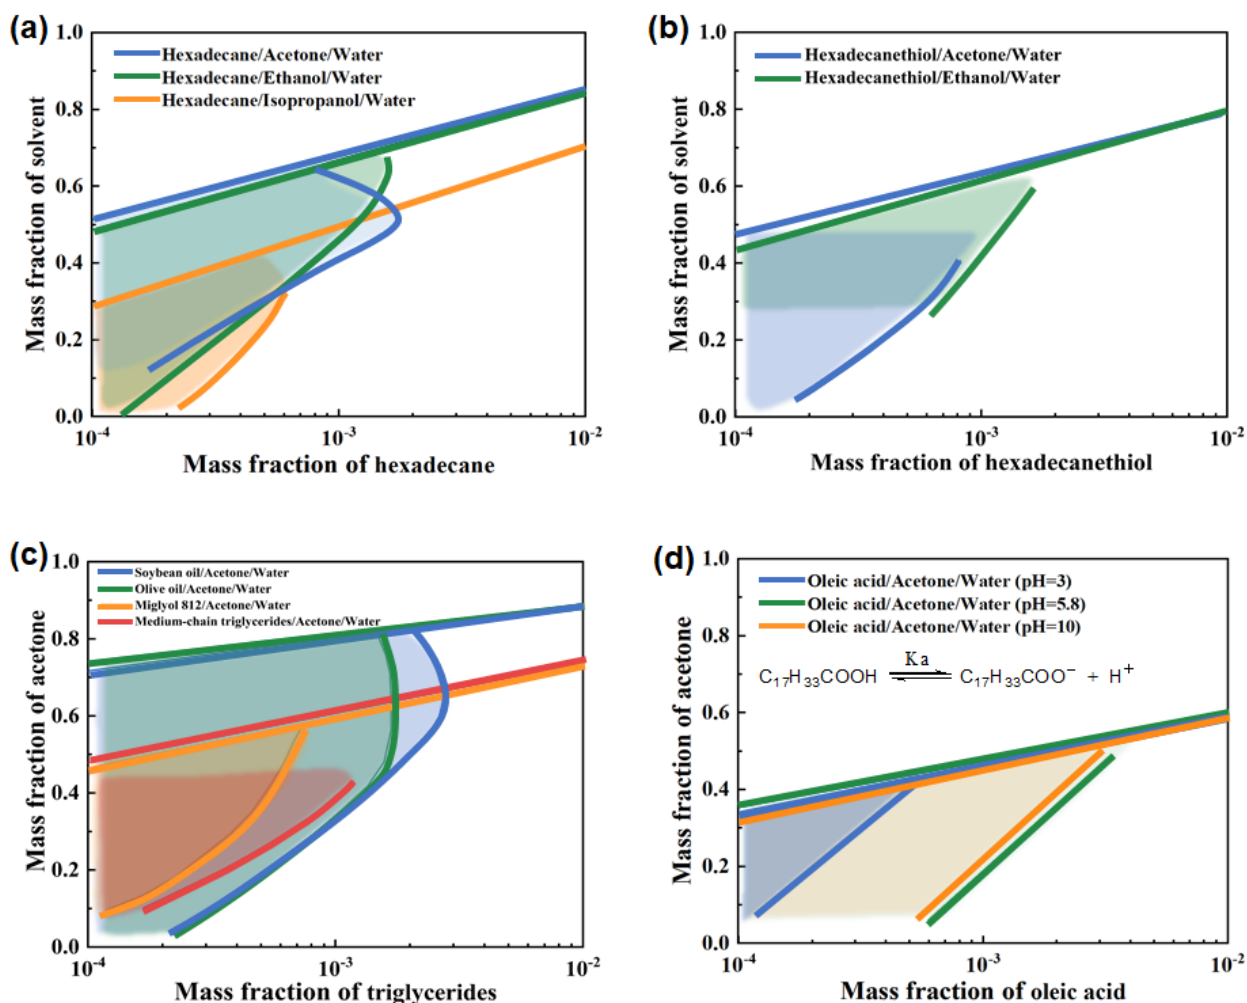 (a)
Hexadecane/Acetone/Water
Hexadecane/Ethanol/Water
Hexadecane/Isopropanol/Water
Mass fraction of solvent
1.0
0.8
0.6
0.4
0.2
0.0
10-4
10-3
10-2
Mass fraction of hexadecane
(b)
Hexadecanethiol/Acetone/Water
Hexadecanethiol/Ethanol/Water
Mass fraction of solvent
1.0
0.8
0.6
0.4
0.2
0.0
10-4
10-3
10-2
Mass fraction of hexadecanethiol
(c)
Soybean oil/Acetone/Water
Olive oil/Acetone/Water
Miglyol 812/Acetone/Water
Medium-chain triglycerides/Acetone/Water
Mass fraction of acetone
1.0
0.8
0.6
0.4
0.2
0.0
10-4
10-3
10-2
Mass fraction of triglycerides
(d)
Oleic acid/Acetone/Water (pH=3)
Oleic acid/Acetone/Water (pH=5.8)
Oleic acid/Acetone/Water (pH=10)
Ka
C17H33COOH C17H33COO− + H+
Mass fraction of acetone
1.0
0.8
0.6
0.4
0.2
0.0
10-4
10-3
10-2
Mass fraction of oleic acid